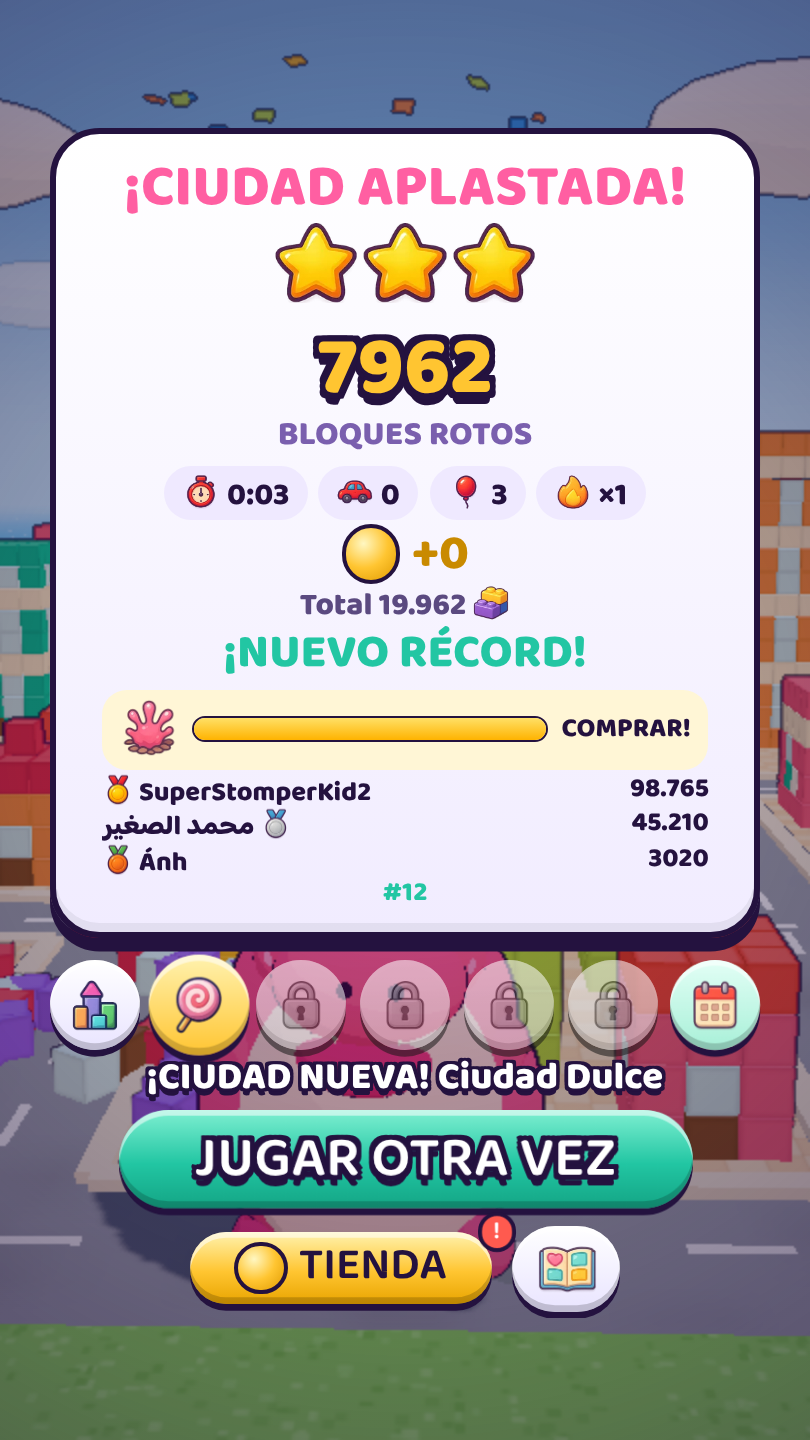 ¡CIUDAD APLASTADA!
7962
BLOQUES ROTOS
0:03 0 3 ×1
+0
Total 19.962
¡NUEVO RÉCORD!
COMPRAR!
SuperStomperKid2 98.765
محمد الصغير 45.210
Ánh 3020
#12
¡CIUDAD NUEVA! Ciudad Dulce
JUGAR OTRA VEZ
!
TIENDA